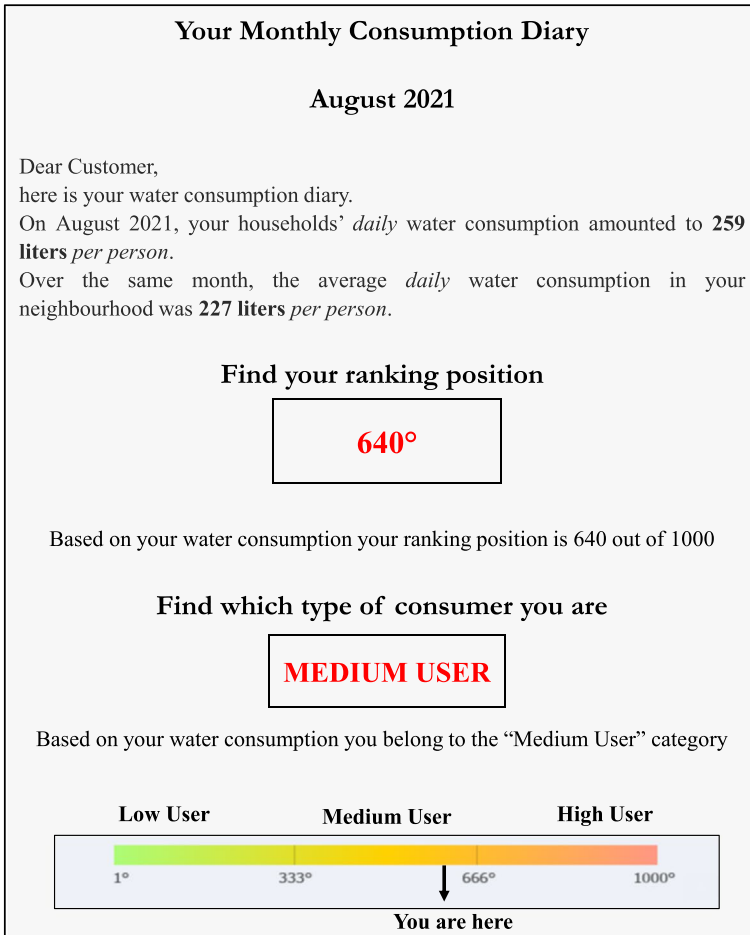 Your Monthly Consumption Diary
August 2021
Dear Customer,
here is your water consumption diary.
On August 2021, your households’ daily water consumption amounted to 259
liters per person.
Over the same month, the average daily water consumption in your
neighbourhood was 227 liters per person.
Find your ranking position
640°
Based on your water consumption your ranking position is 640 out of 1000
Find which type of consumer you are
MEDIUM USER
Based on your water consumption you belong to the “Medium User” category
Low User Medium User High User
1° 333° 666° 1000°
You are here